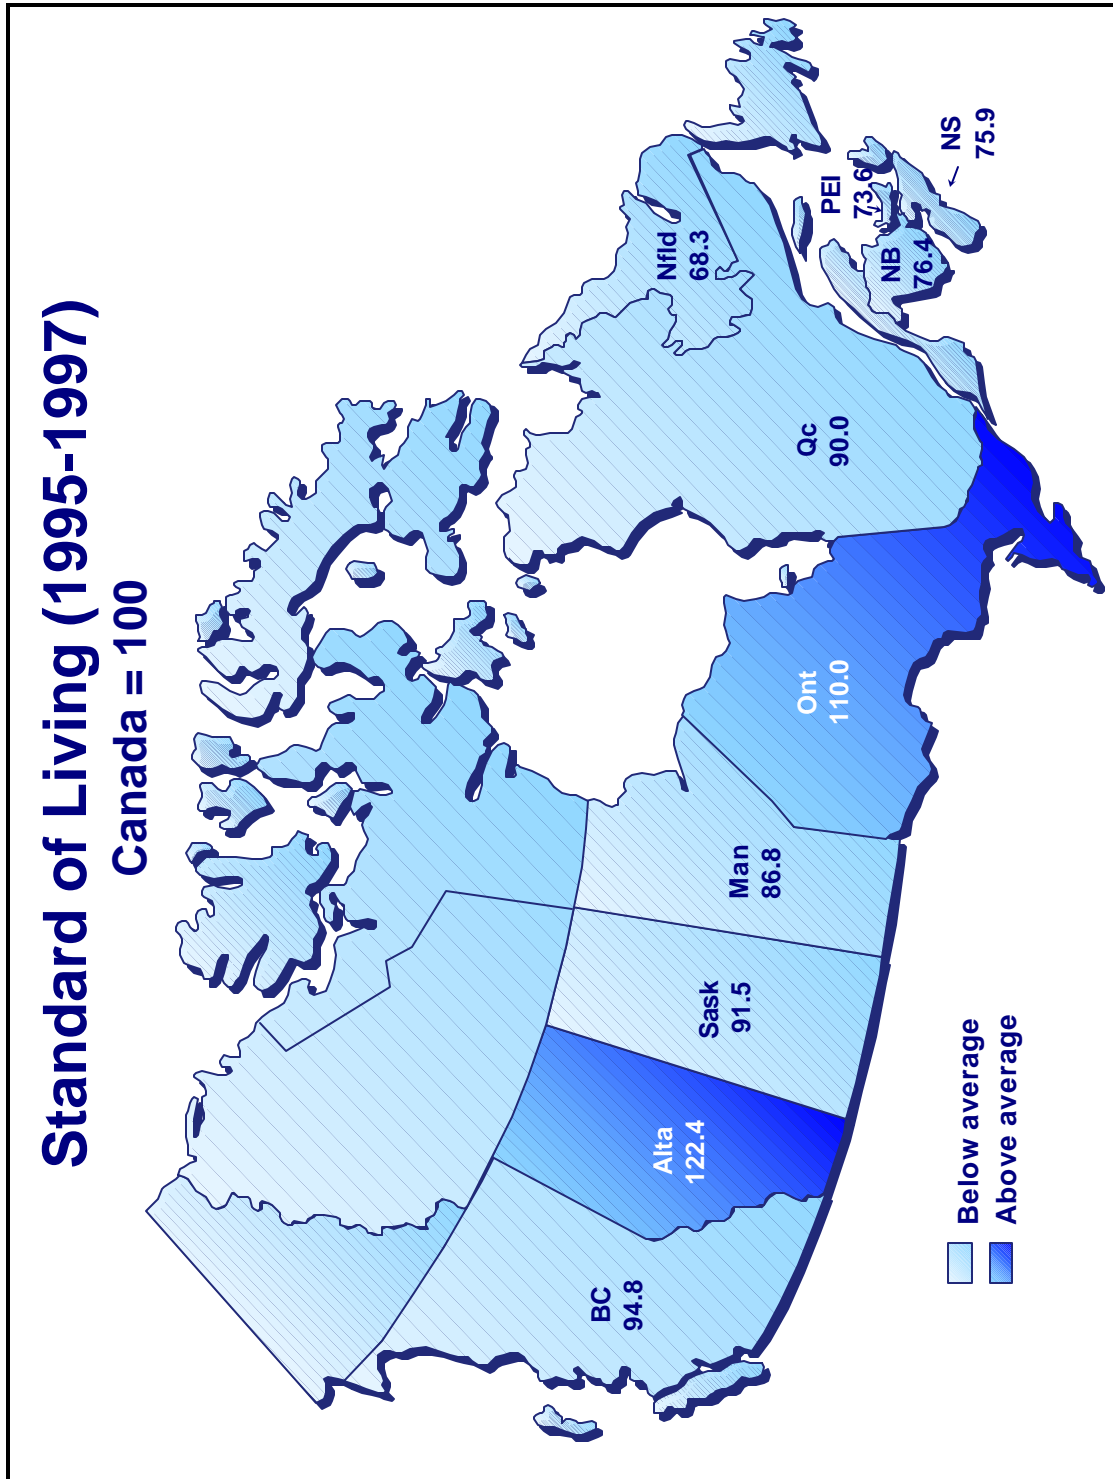 Standard of Living (1995-1997)
Canada = 100
BC
94.8
Alta
122.4
Sask
91.5
Man
86.8
Ont
110.0
Qc
90.0
Nfld
68.3
NB
76.4
PEI
73.6
NS
75.9
Below average
Above average